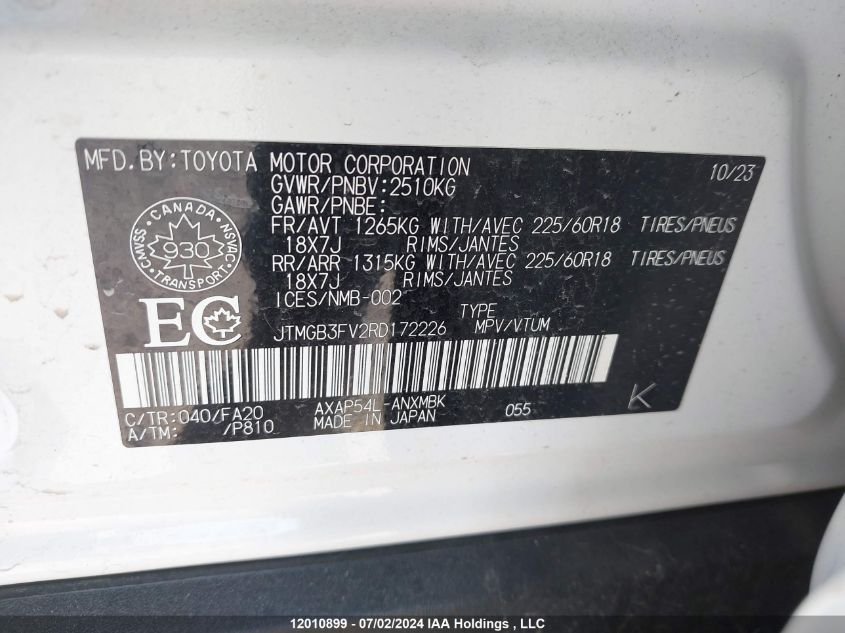 MFD.BY:TOYOTA MOTOR CORPORATION 10/23
GVWR/PNBV:2510KG
GAWR/PNBE:
FR/AVT 1265KG WITH/AVEC 225/60R18 TIRES/PNEUS
18X7J RIMS/JANTES
RR/ARR 1315KG WITH/AVEC 225/60R18 TIRES/PNEUS
18X7J RIMS/JANTES
ICES/NMB-002
CANADA
CMVSS 930 NSVAC
TRANSPORT
EC
TYPE
JTMGB3FV2RD172226 MPV/VTUM
C/TR:040/FA20 AXAP54L-ANXMBK 055 K
A/TM: /P810 MADE IN JAPAN
12010899 - 07/02/2024 IAA Holdings , LLC